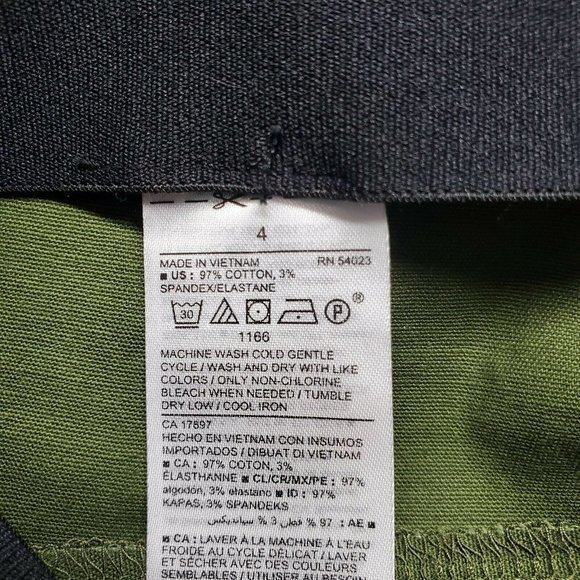 4
MADE IN VIETNAM RN 54023
■ US : 97% COTTON, 3%
SPANDEX/ELASTANE
30 P ®
1166
MACHINE WASH COLD GENTLE
CYCLE / WASH AND DRY WITH LIKE
COLORS / ONLY NON-CHLORINE
BLEACH WHEN NEEDED / TUMBLE
DRY LOW / COOL IRON
CA 17897
HECHO EN VIETNAM CON INSUMOS
IMPORTADOS / DIBUAT DI VIETNAM
■ CA : 97% COTON, 3%
ÉLASTHANNE ■ CL/CR/MX/PE : 97%
algodón, 3% elastano ■ ID : 97%
KAPAS, 3% SPANDEKS
■ AE : 97 % قطن 3 % سباندیکس
■ CA : LAVER À LA MACHINE À L'EAU
FROIDE AU CYCLE DÉLICAT / LAVER
ET SÉCHER AVEC DES COULEURS
SEMBLABLES / UTILISER AU BESOIN